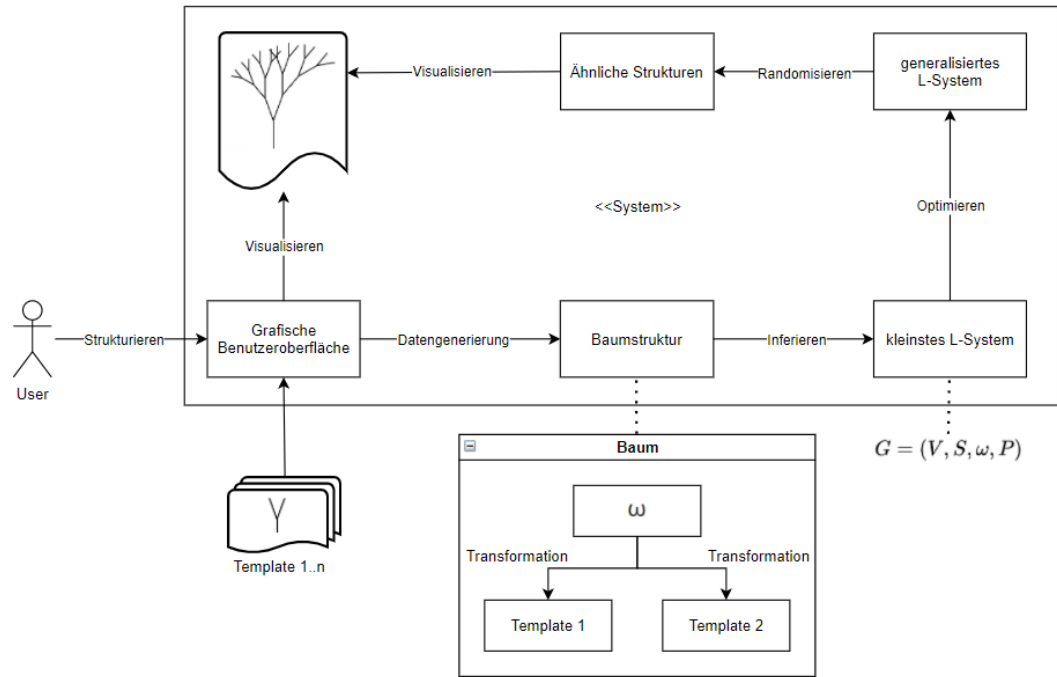 Visualisieren
Ähnliche Strukturen
Randomisieren
generalisiertes
L-System
<<System>>
Optimieren
Visualisieren
User
Strukturieren
Grafische
Benutzeroberfläche
Datengenerierung
Baumstruktur
Inferieren
kleinstes L-System
G = (V, S, ω, P)
Template 1..n
Baum
ω
Transformation
Transformation
Template 1
Template 2